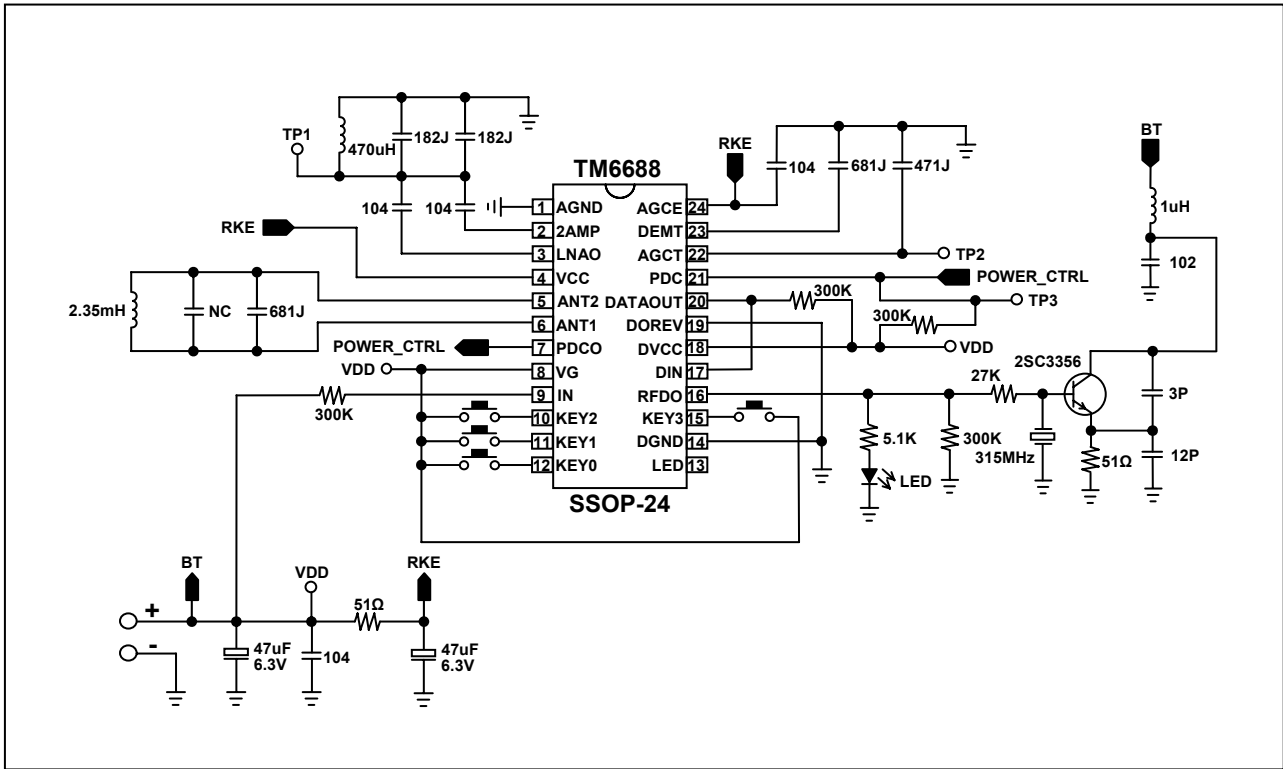 TP1
470uH
182J
182J
104
104
RKE
2.35mH
NC
681J
POWER_CTRL
VDD
300K
TM6688
1 AGND
2 2AMP
3 LNAO
4 VCC
5 ANT2
6 ANT1
7 PDCO
8 VG
9 IN
10 KEY2
11 KEY1
12 KEY0
AGCE 24
DEMT 23
AGCT 22
PDC 21
DATAOUT 20
DOREV 19
DVCC 18
DIN 17
RFDO 16
KEY3 15
DGND 14
LED 13
SSOP-24
RKE
104
681J
471J
TP2
POWER_CTRL
300K
TP3
300K
VDD
BT
1uH
102
2SC3356
27K
3P
5.1K
300K
315MHz
51Ω
12P
LED
BT
VDD
RKE
+
-
51Ω
47uF
6.3V
104
47uF
6.3V